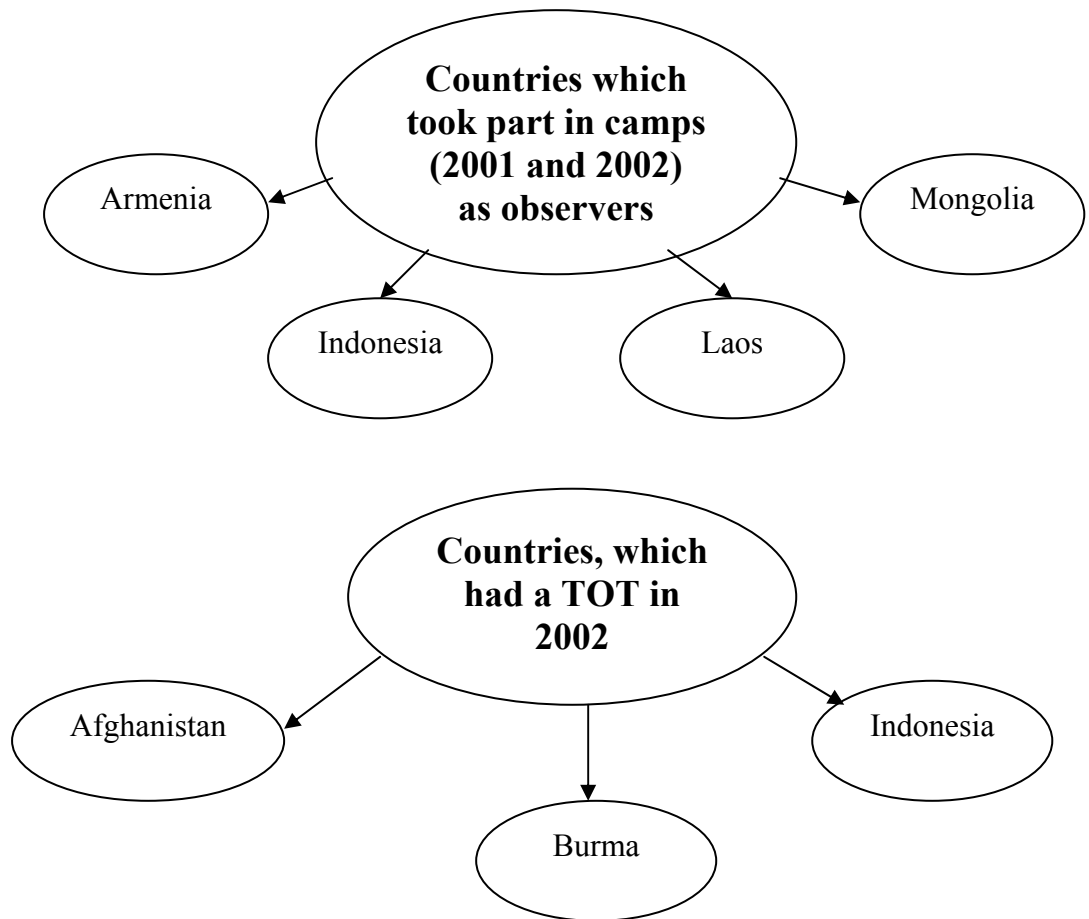 Countries which
took part in camps
(2001 and 2002)
as observers
Armenia
Mongolia
Indonesia
Laos
Countries, which
had a TOT in
2002
Afghanistan
Indonesia
Burma